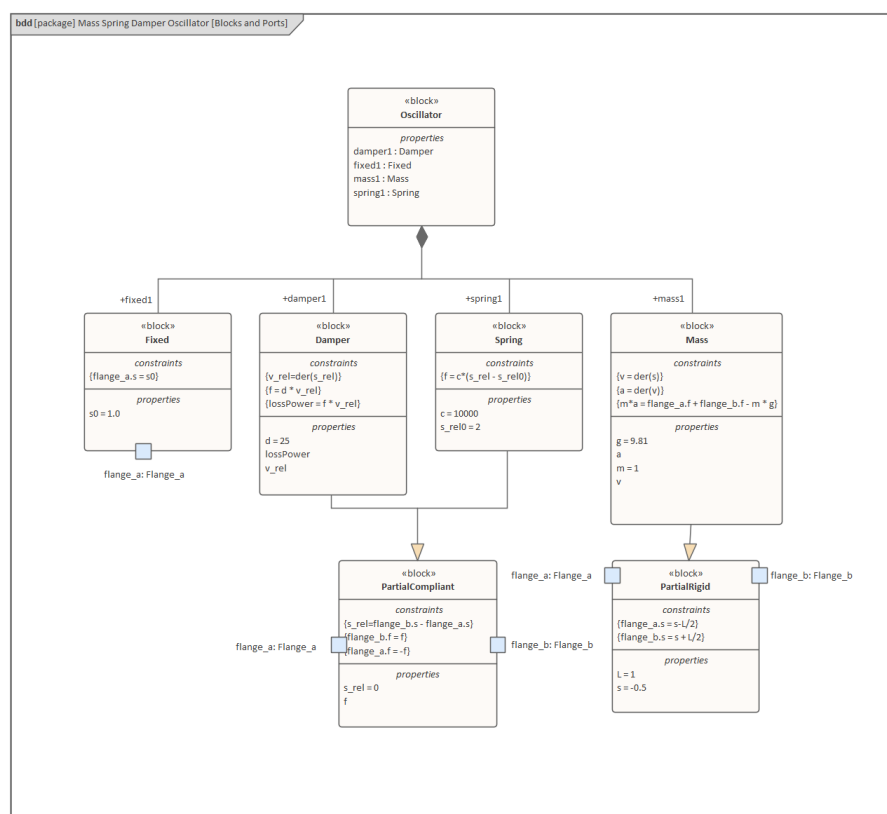 bdd [package] Mass Spring Damper Oscillator [Blocks and Ports]
«block»
Oscillator
properties
damper1 : Damper
fixed1 : Fixed
mass1 : Mass
spring1 : Spring
+fixed1
+damper1
+spring1
+mass1
«block»
Fixed
constraints
{flange_a.s = s0}
properties
s0 = 1.0
flange_a: Flange_a
«block»
Damper
constraints
{v_rel=der(s_rel)}
{f = d * v_rel}
{lossPower = f * v_rel}
properties
d = 25
lossPower
v_rel
«block»
Spring
constraints
{f = c*(s_rel - s_rel0)}
properties
c = 10000
s_rel0 = 2
«block»
Mass
constraints
{v = der(s)}
{a = der(v)}
{m*a = flange_a.f + flange_b.f - m * g}
properties
g = 9.81
a
m = 1
v
«block»
PartialCompliant
constraints
{s_rel=flange_b.s - flange_a.s}
{flange_b.f = f}
{flange_a.f = -f}
properties
s_rel = 0
f
flange_a: Flange_a
flange_b: Flange_b
«block»
PartialRigid
constraints
{flange_a.s = s-L/2}
{flange_b.s = s + L/2}
properties
L = 1
s = -0.5
flange_a: Flange_a
flange_b: Flange_b